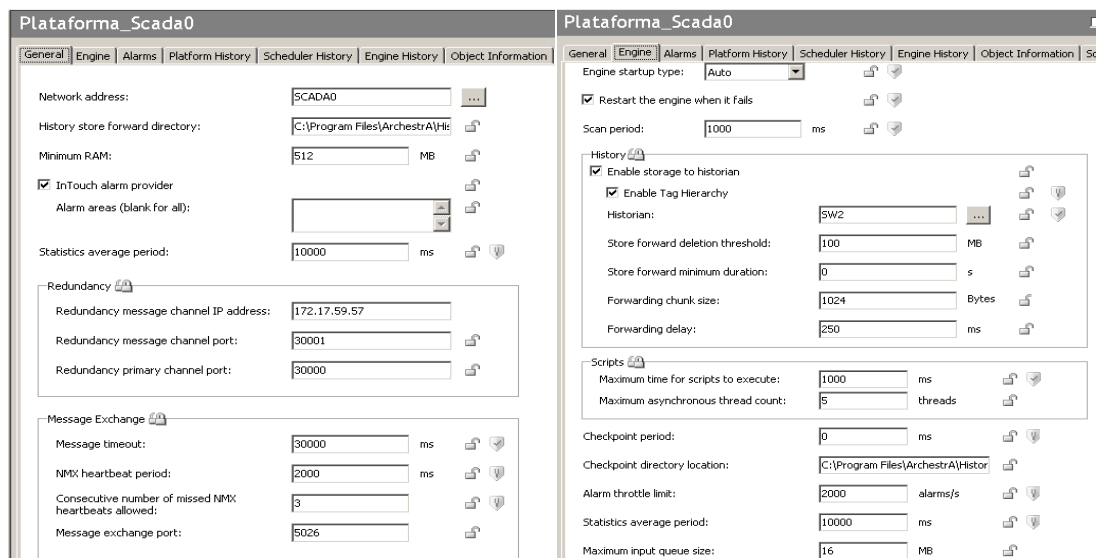 Plataforma_Scada0
General Engine Alarms Platform History Scheduler History Engine History Object Information
Network address: SCADA0 ...
History store forward directory: C:\Program Files\ArchestrA\His
Minimum RAM: 512 MB
InTouch alarm provider
Alarm areas (blank for all):
Statistics average period: 10000 ms
Redundancy
Redundancy message channel IP address: 172.17.59.57
Redundancy message channel port: 30001
Redundancy primary channel port: 30000
Message Exchange
Message timeout: 30000 ms
NMX heartbeat period: 2000 ms
Consecutive number of missed NMX
heartbeats allowed: 3
Message exchange port: 5026
Plataforma_Scada0
General Engine Alarms Platform History Scheduler History Engine History Object Information Sc
Engine startup type: Auto
Restart the engine when it fails
Scan period: 1000 ms
History
Enable storage to historian
Enable Tag Hierarchy
Historian: SW2 ...
Store forward deletion threshold: 100 MB
Store forward minimum duration: 0 s
Forwarding chunk size: 1024 Bytes
Forwarding delay: 250 ms
Scripts
Maximum time for scripts to execute: 1000 ms
Maximum asynchronous thread count: 5 threads
Checkpoint period: 0 ms
Checkpoint directory location: C:\Program Files\ArchestrA\Histor
Alarm throttle limit: 2000 alarms/s
Statistics average period: 10000 ms
Maximum input queue size: 16 MB